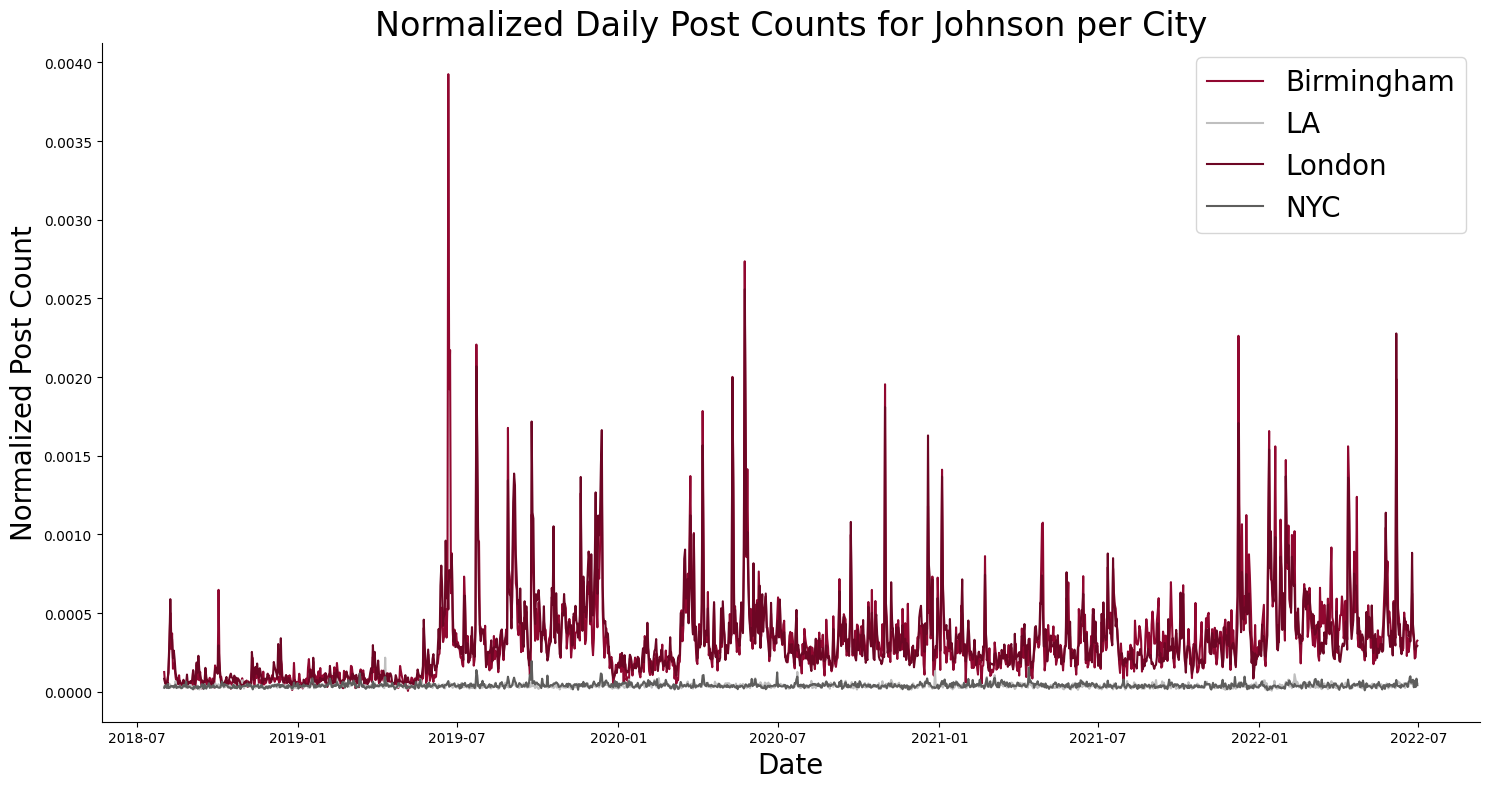 Normalized Daily Post Counts for Johnson per City
Birmingham
LA
London
NYC
Normalized Post Count
0.0040
0.0035
0.0030
0.0025
0.0020
0.0015
0.0010
0.0005
0.0000
2018-07 2019-01 2019-07 2020-01 2020-07 2021-01 2021-07 2022-01 2022-07
Date